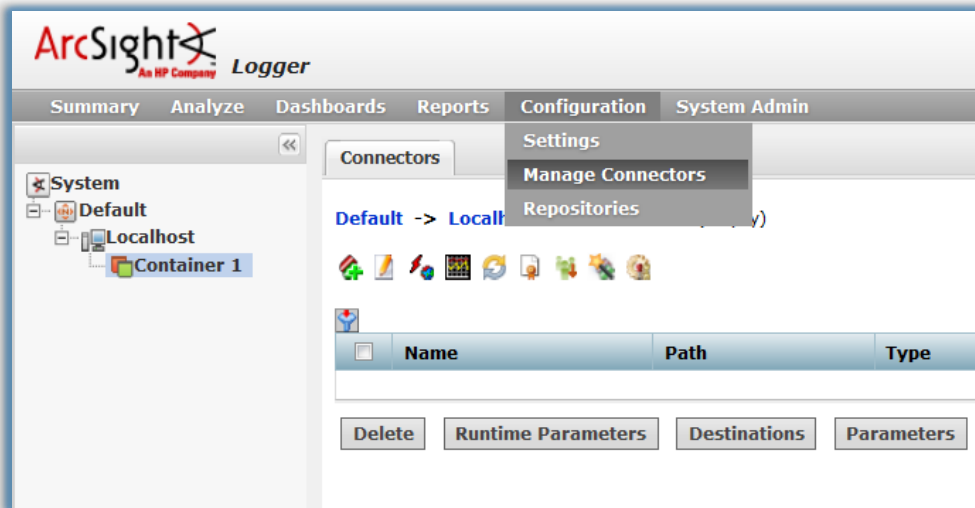 ArcSight
An HP Company
Logger
Summary Analyze Dashboards Reports Configuration System Admin
Settings
Manage Connectors
Repositories
System
Default
Localhost
Container 1
Connectors
Default -> Localh
Name Path Type
Delete Runtime Parameters Destinations Parameters